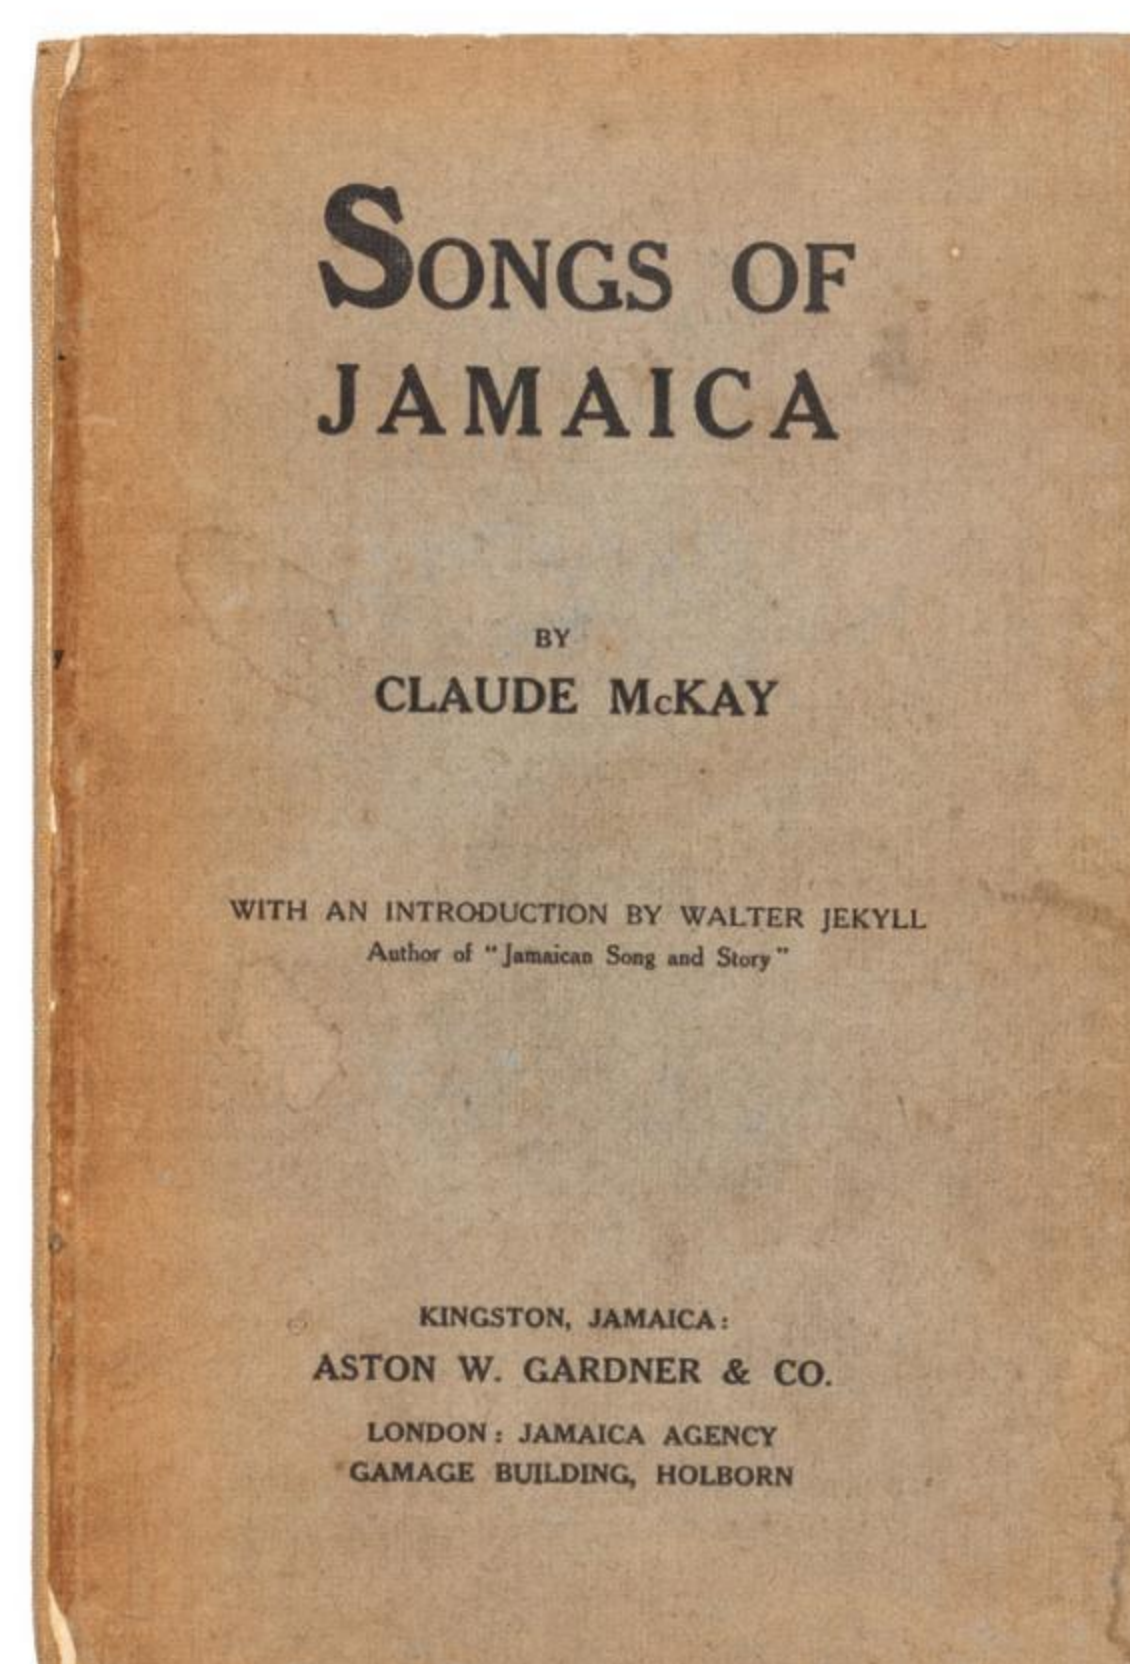 SONGS OF
JAMAICA
BY
CLAUDE McKAY
WITH AN INTRODUCTION BY WALTER JEKYLL
Author of "Jamaican Song and Story"
KINGSTON, JAMAICA:
ASTON W. GARDNER & CO.
LONDON: JAMAICA AGENCY
GAMAGE BUILDING, HOLBORN